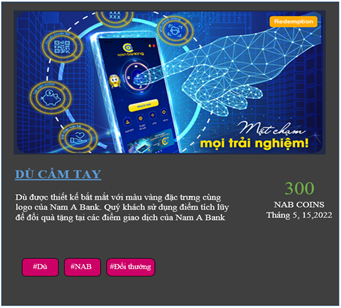 Redemption
open banking
Một chạm
mọi trải nghiệm!
DÙ CẦM TAY
300
NAB COINS
Tháng 5, 15,2022
Dù được thiết kế bắt mắt với màu vàng đặc trưng cùng
logo của Nam A Bank. Quý khách sử dụng điểm tích lũy
để đổi quà tặng tại các điểm giao dịch của Nam A Bank
#Dù
#NAB
#Đổi thưởng